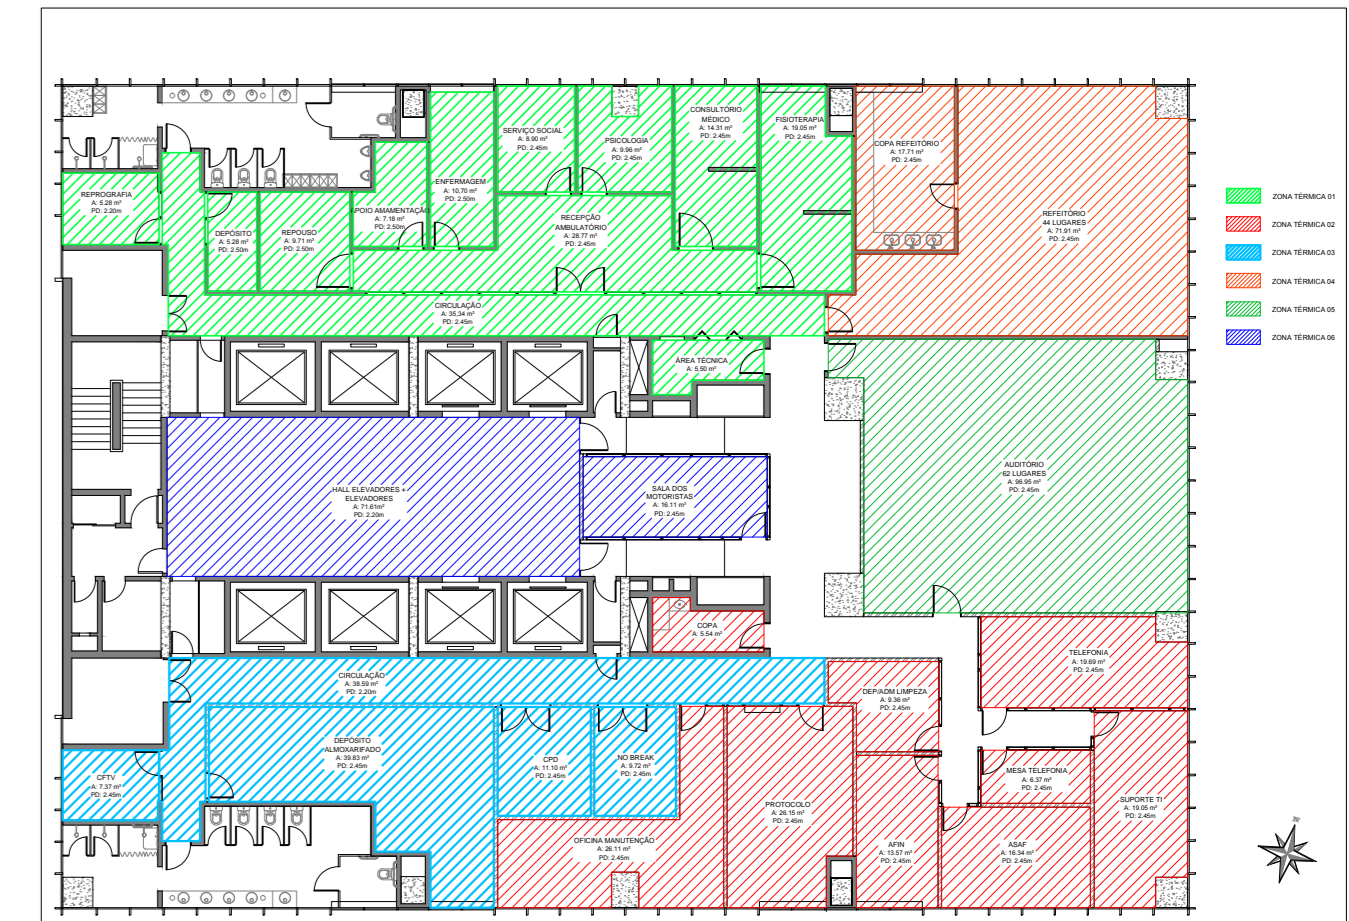 SERVIÇO SOCIAL
A: 8.90 m²
PD: 2.45m
PSICOLOGIA
A: 9.96 m²
PD: 2.45m
CONSULTÓRIO
MÉDICO
A: 14.31 m²
PD: 2.45m
FISIOTERAPIA
A: 19.05 m²
PD: 2.45m
COPA REFEITÓRIO
A: 17.71 m²
PD: 2.45m
REPROGRAFIA
A: 5.28 m²
PD: 2.20m
ENFERMAGEM
A: 10,70 m²
PD: 2.50m
DEPÓSITO
A: 5.28 m²
PD: 2.50m
REPOUSO
A: 9.71 m²
PD: 2.50m
APOIO AMAMENTAÇÃO
A: 7.18 m²
PD: 2.50m
RECEPÇÃO
AMBULATÓRIO
A: 28.77 m²
PD: 2.45m
REFEITÓRIO
44 LUGARES
A: 71.91 m²
PD: 2.45m
ZONA TÉRMICA 01
ZONA TÉRMICA 02
ZONA TÉRMICA 03
ZONA TÉRMICA 04
ZONA TÉRMICA 05
ZONA TÉRMICA 06
CIRCULAÇÃO
A: 35,34 m²
PD: 2.45m
ÁREA TÉCNICA
A: 5,50 m²
HALL ELEVADORES +
ELEVADORES
A: 71.61m²
PD: 2.20m
SALA DOS
MOTORISTAS
A: 16.11 m²
PD: 2.45m
AUDITÓRIO
62 LUGARES
A: 96.95 m²
PD: 2.45m
COPA
A: 5.54 m²
TELEFONIA
A: 19.69 m²
PD: 2.45m
CIRCULAÇÃO
A: 38.59 m²
PD: 2.20m
DEP/ADM LIMPEZA
A: 9.36 m²
PD: 2.45m
DEPÓSITO
ALMOXARIFADO
A: 39.83 m²
PD: 2.45m
CFTV
A: 7.37 m²
PD: 2.45m
CPD
A: 11.10 m²
PD: 2.45m
NO BREAK
A: 9.72 m²
PD: 2.45m
MESA TELEFONIA
A: 6.37 m²
PD: 2.45m
PROTOCOLO
A: 26.15 m²
PD: 2.45m
SUPORTE TI
A: 19.05 m²
PD: 2.45m
OFICINA MANUTENÇÃO
A: 26.11 m²
PD: 2.45m
AFIN
A: 13.57 m²
PD: 2.45m
ASAF
A: 16.34 m²
PD: 2.45m